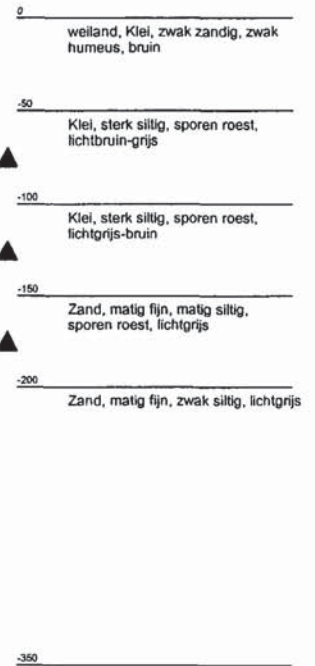 0
weiland, Klei, zwak zandig, zwak
humeus, bruin
-50
Klei, sterk siltig, sporen roest,
lichtbruin-grijs
-100
Klei, sterk siltig, sporen roest,
lichtgrijs-bruin
-150
Zand, matig fijn, matig siltig,
sporen roest, lichtgrijs
-200
Zand, matig fijn, zwak siltig, lichtgrijs
-350